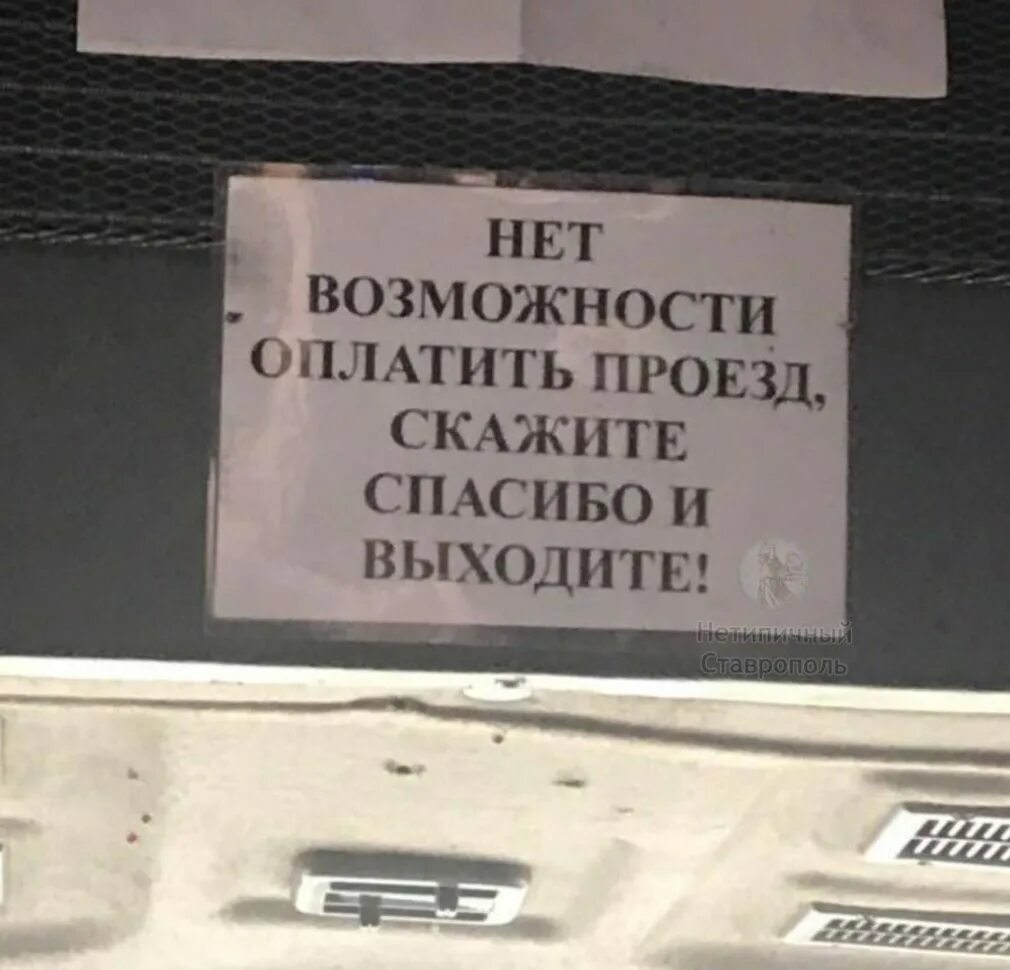 НЕТ
ВОЗМОЖНОСТИ
ОПЛАТИТЬ ПРОЕЗД,
СКАЖИТЕ
СПАСИБО И
ВЫХОДИТЕ!
Нетипичный
Ставрополь